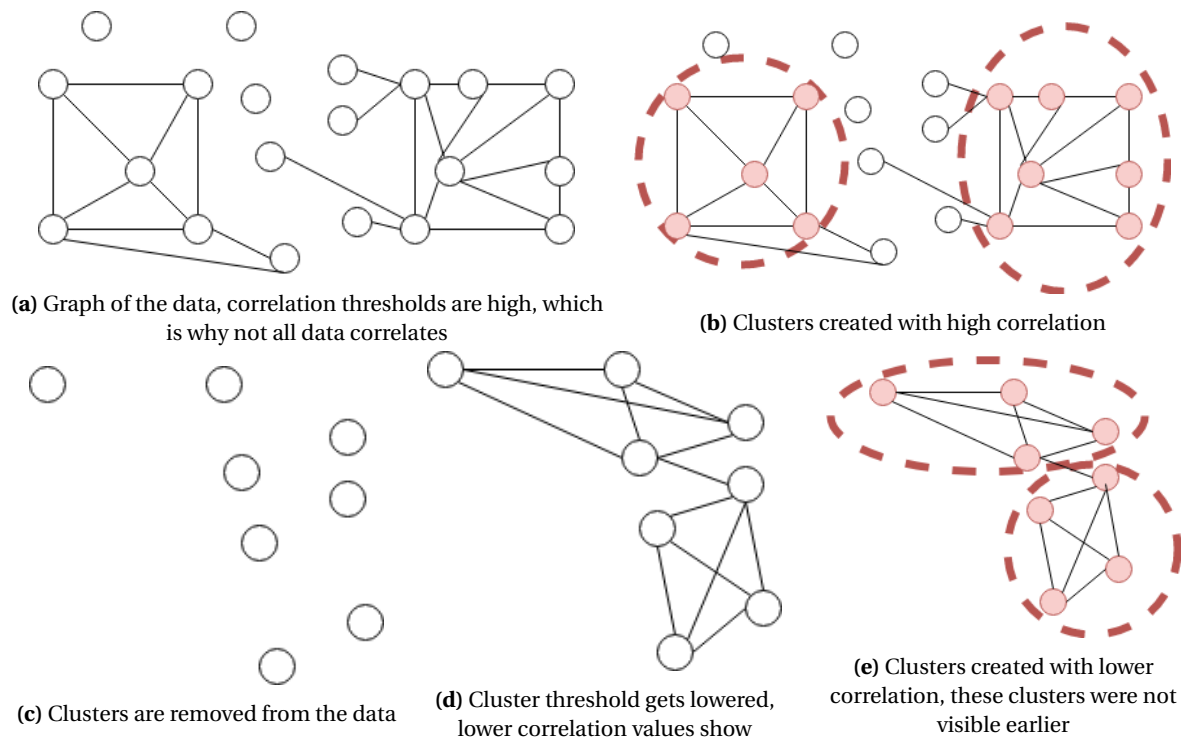 (a) Graph of the data, correlation thresholds are high, which
is why not all data correlates
(b) Clusters created with high correlation
(c) Clusters are removed from the data
(d) Cluster threshold gets lowered,
lower correlation values show
(e) Clusters created with lower
correlation, these clusters were not
visible earlier